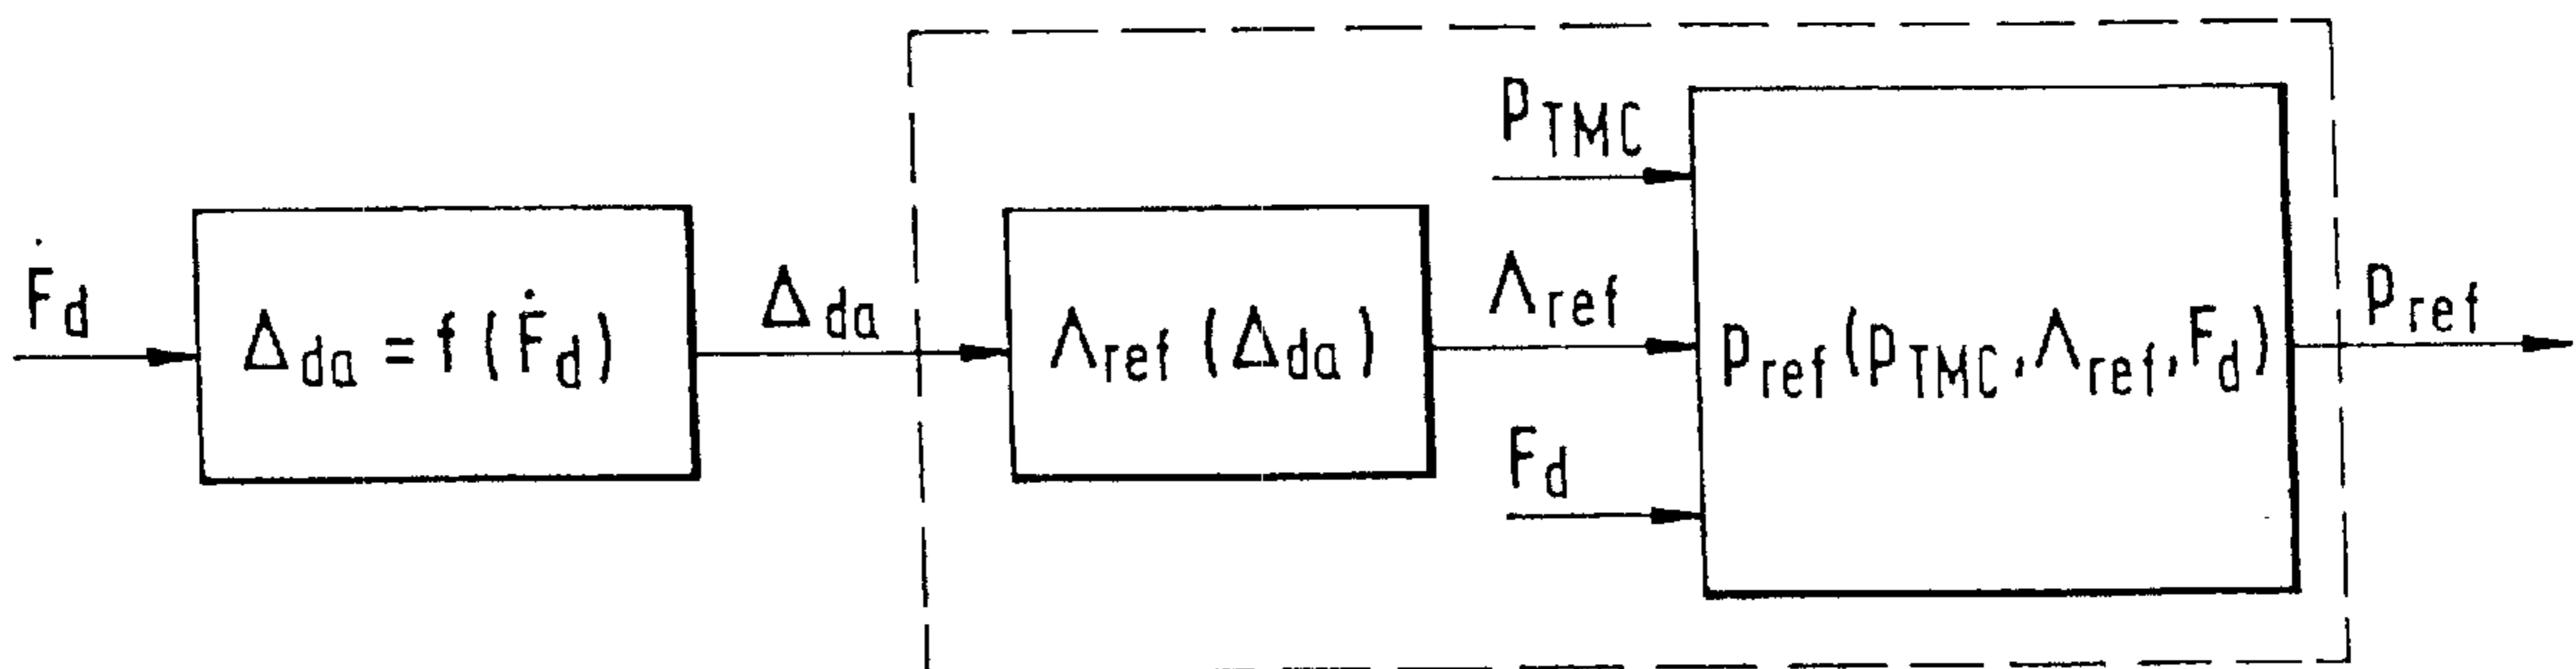 Ḟd
Δda = f (Ḟd)
Δda
Λref (Δda)
PTMC
Λref
Fd
Pref (PTMC, Λref, Fd)
Pref